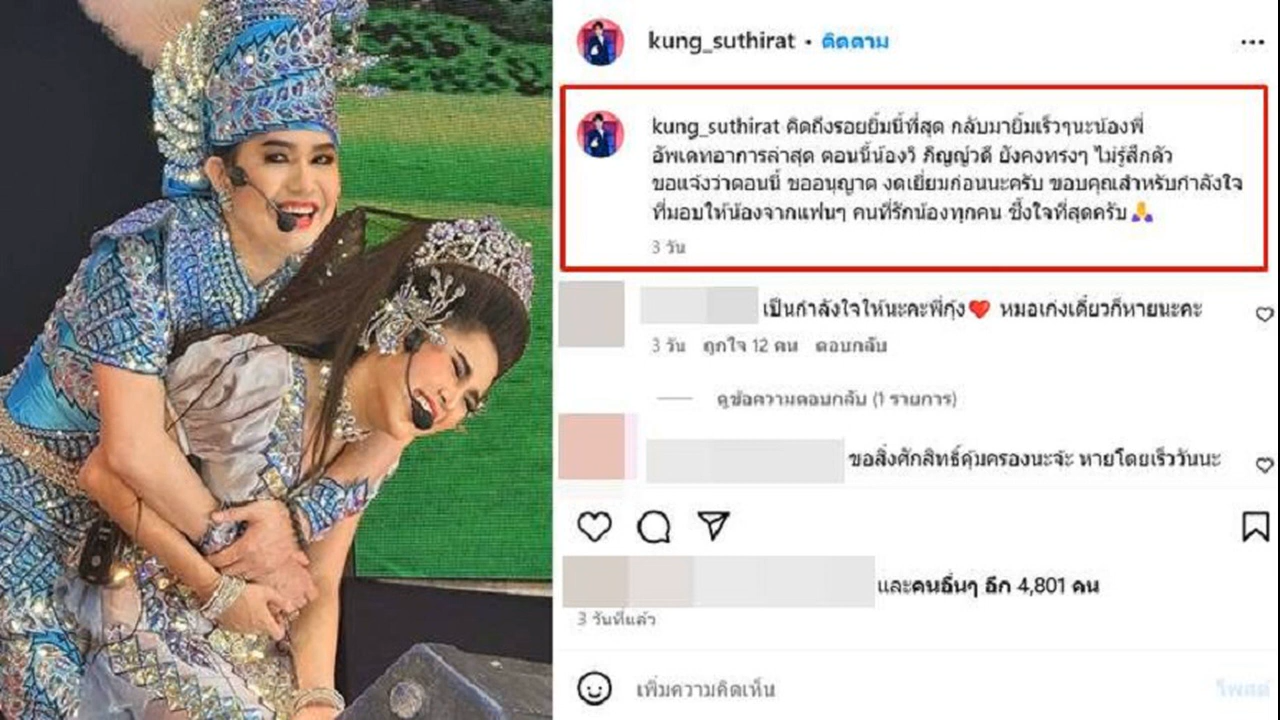 kung_suthirat • ติดตาม
kung_suthirat คิดถึงรอยยิ้มนี้ที่สุด กลับมายิ้มเร็วๆนะน้องพี่
อัพเดทอาการล่าสุด ตอนนี้น้องวิ ภิญญ์วดี ยังคงทรงๆ ไม่รู้สึกตัว
ขอแจ้งว่าตอนนี้ ขออนุญาต งดเยี่ยมก่อนนะครับ ขอบคุณสำหรับกำลังใจ
ที่มอบให้น้องจากแฟนๆ คนที่รักน้องทุกคน ซึ้งใจที่สุดครับ🙏
3 วัน
เป็นกำลังใจให้นะคะพี่กุ้ง❤️ หมอเก่งเดี๋ยวก็หายนะคะ
3 วัน ถูกใจ 12 คน ตอบกลับ
ดูข้อความตอบกลับ (1 รายการ)
ขอสิ่งศักสิทธิ์คุ้มครองนะจ้ะ หายโดยเร็ววันนะ
และคนอื่นๆ อีก 4,801 คน
3 วันที่แล้ว
เพิ่มความคิดเห็น
โพสต์